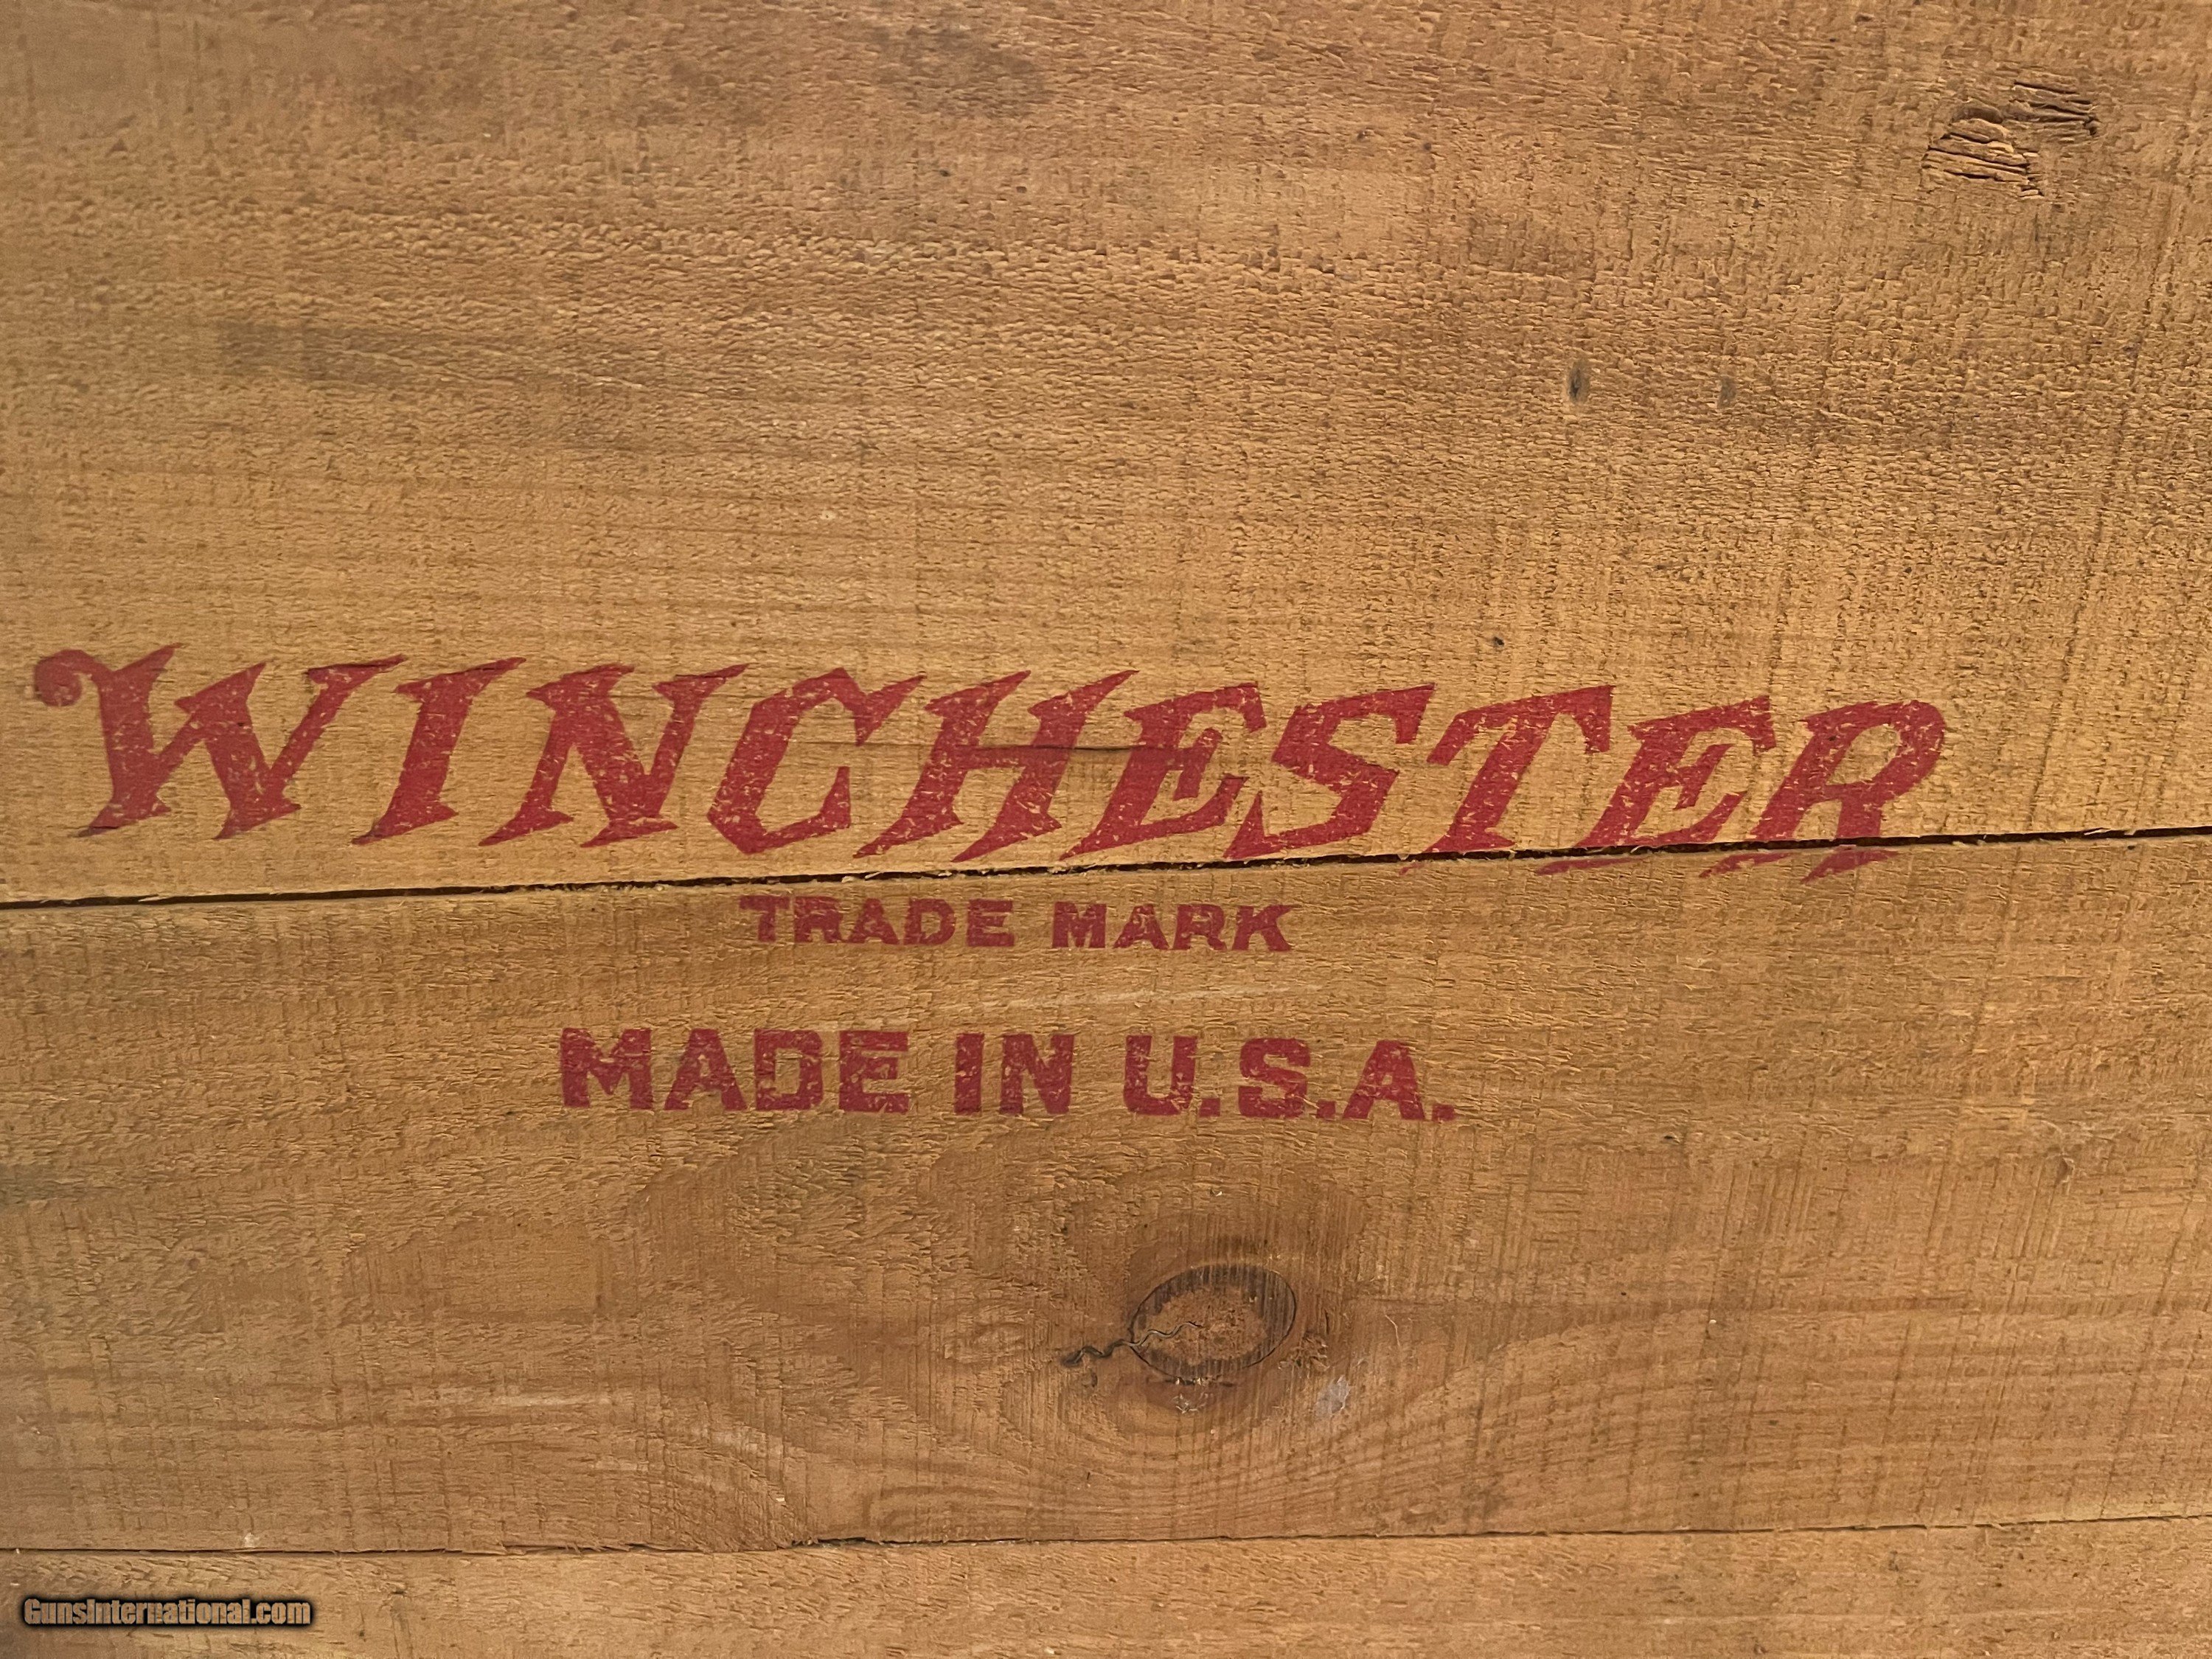 WINCHESTER
TRADE MARK
MADE IN U.S.A.
GunsInternational.com